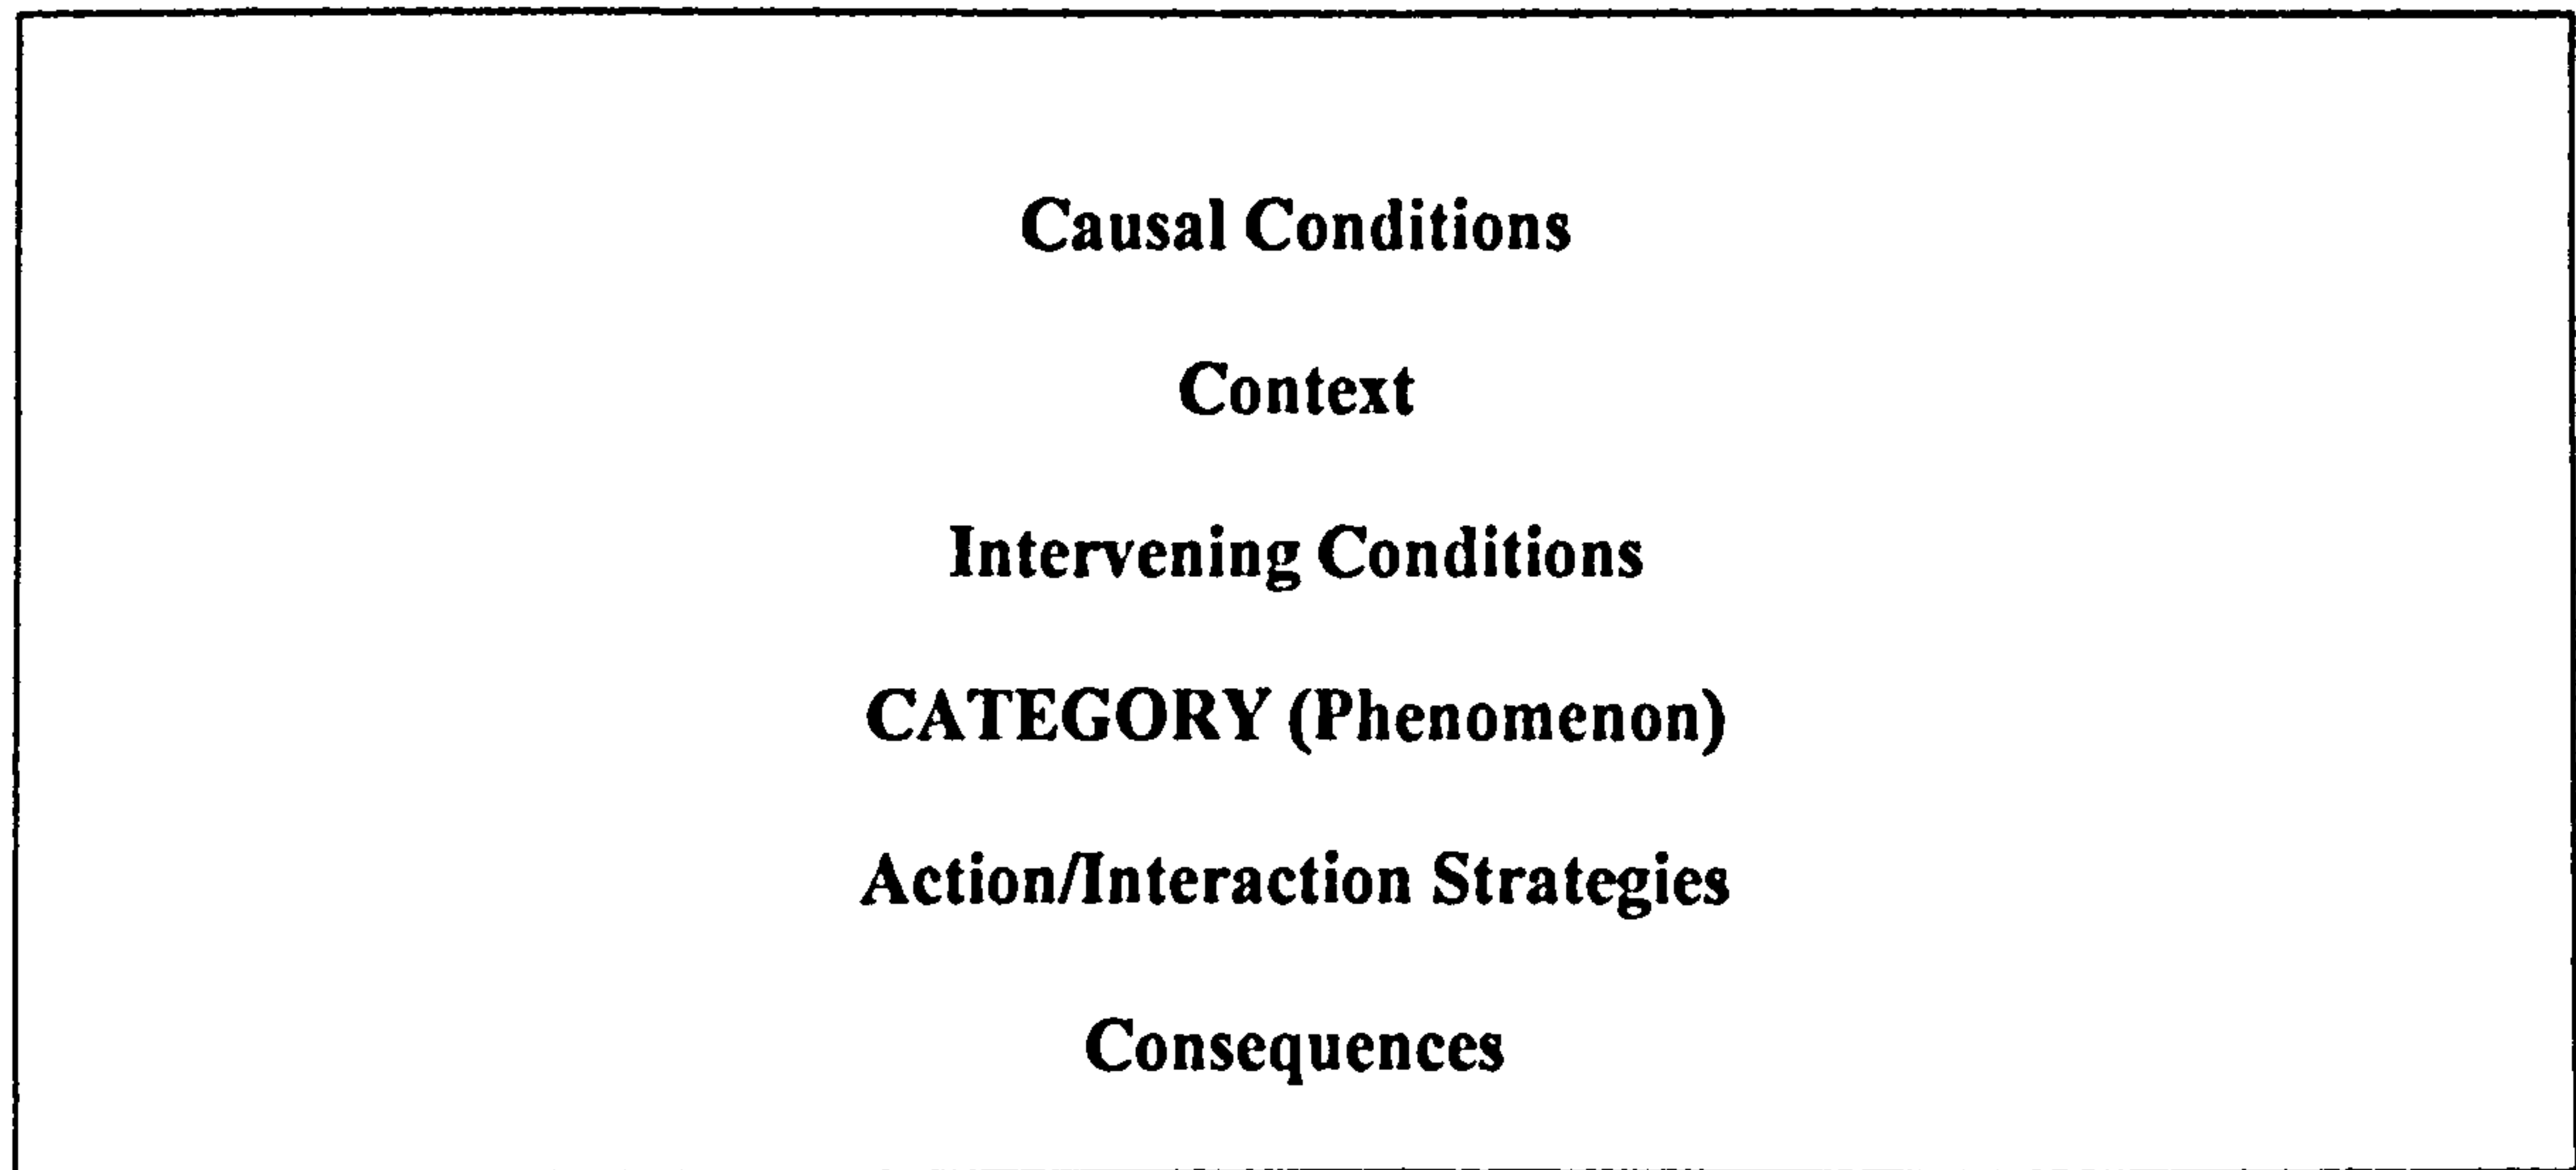 Causal Conditions
Context
Intervening Conditions
CATEGORY (Phenomenon)
Action/Interaction Strategies
Consequences